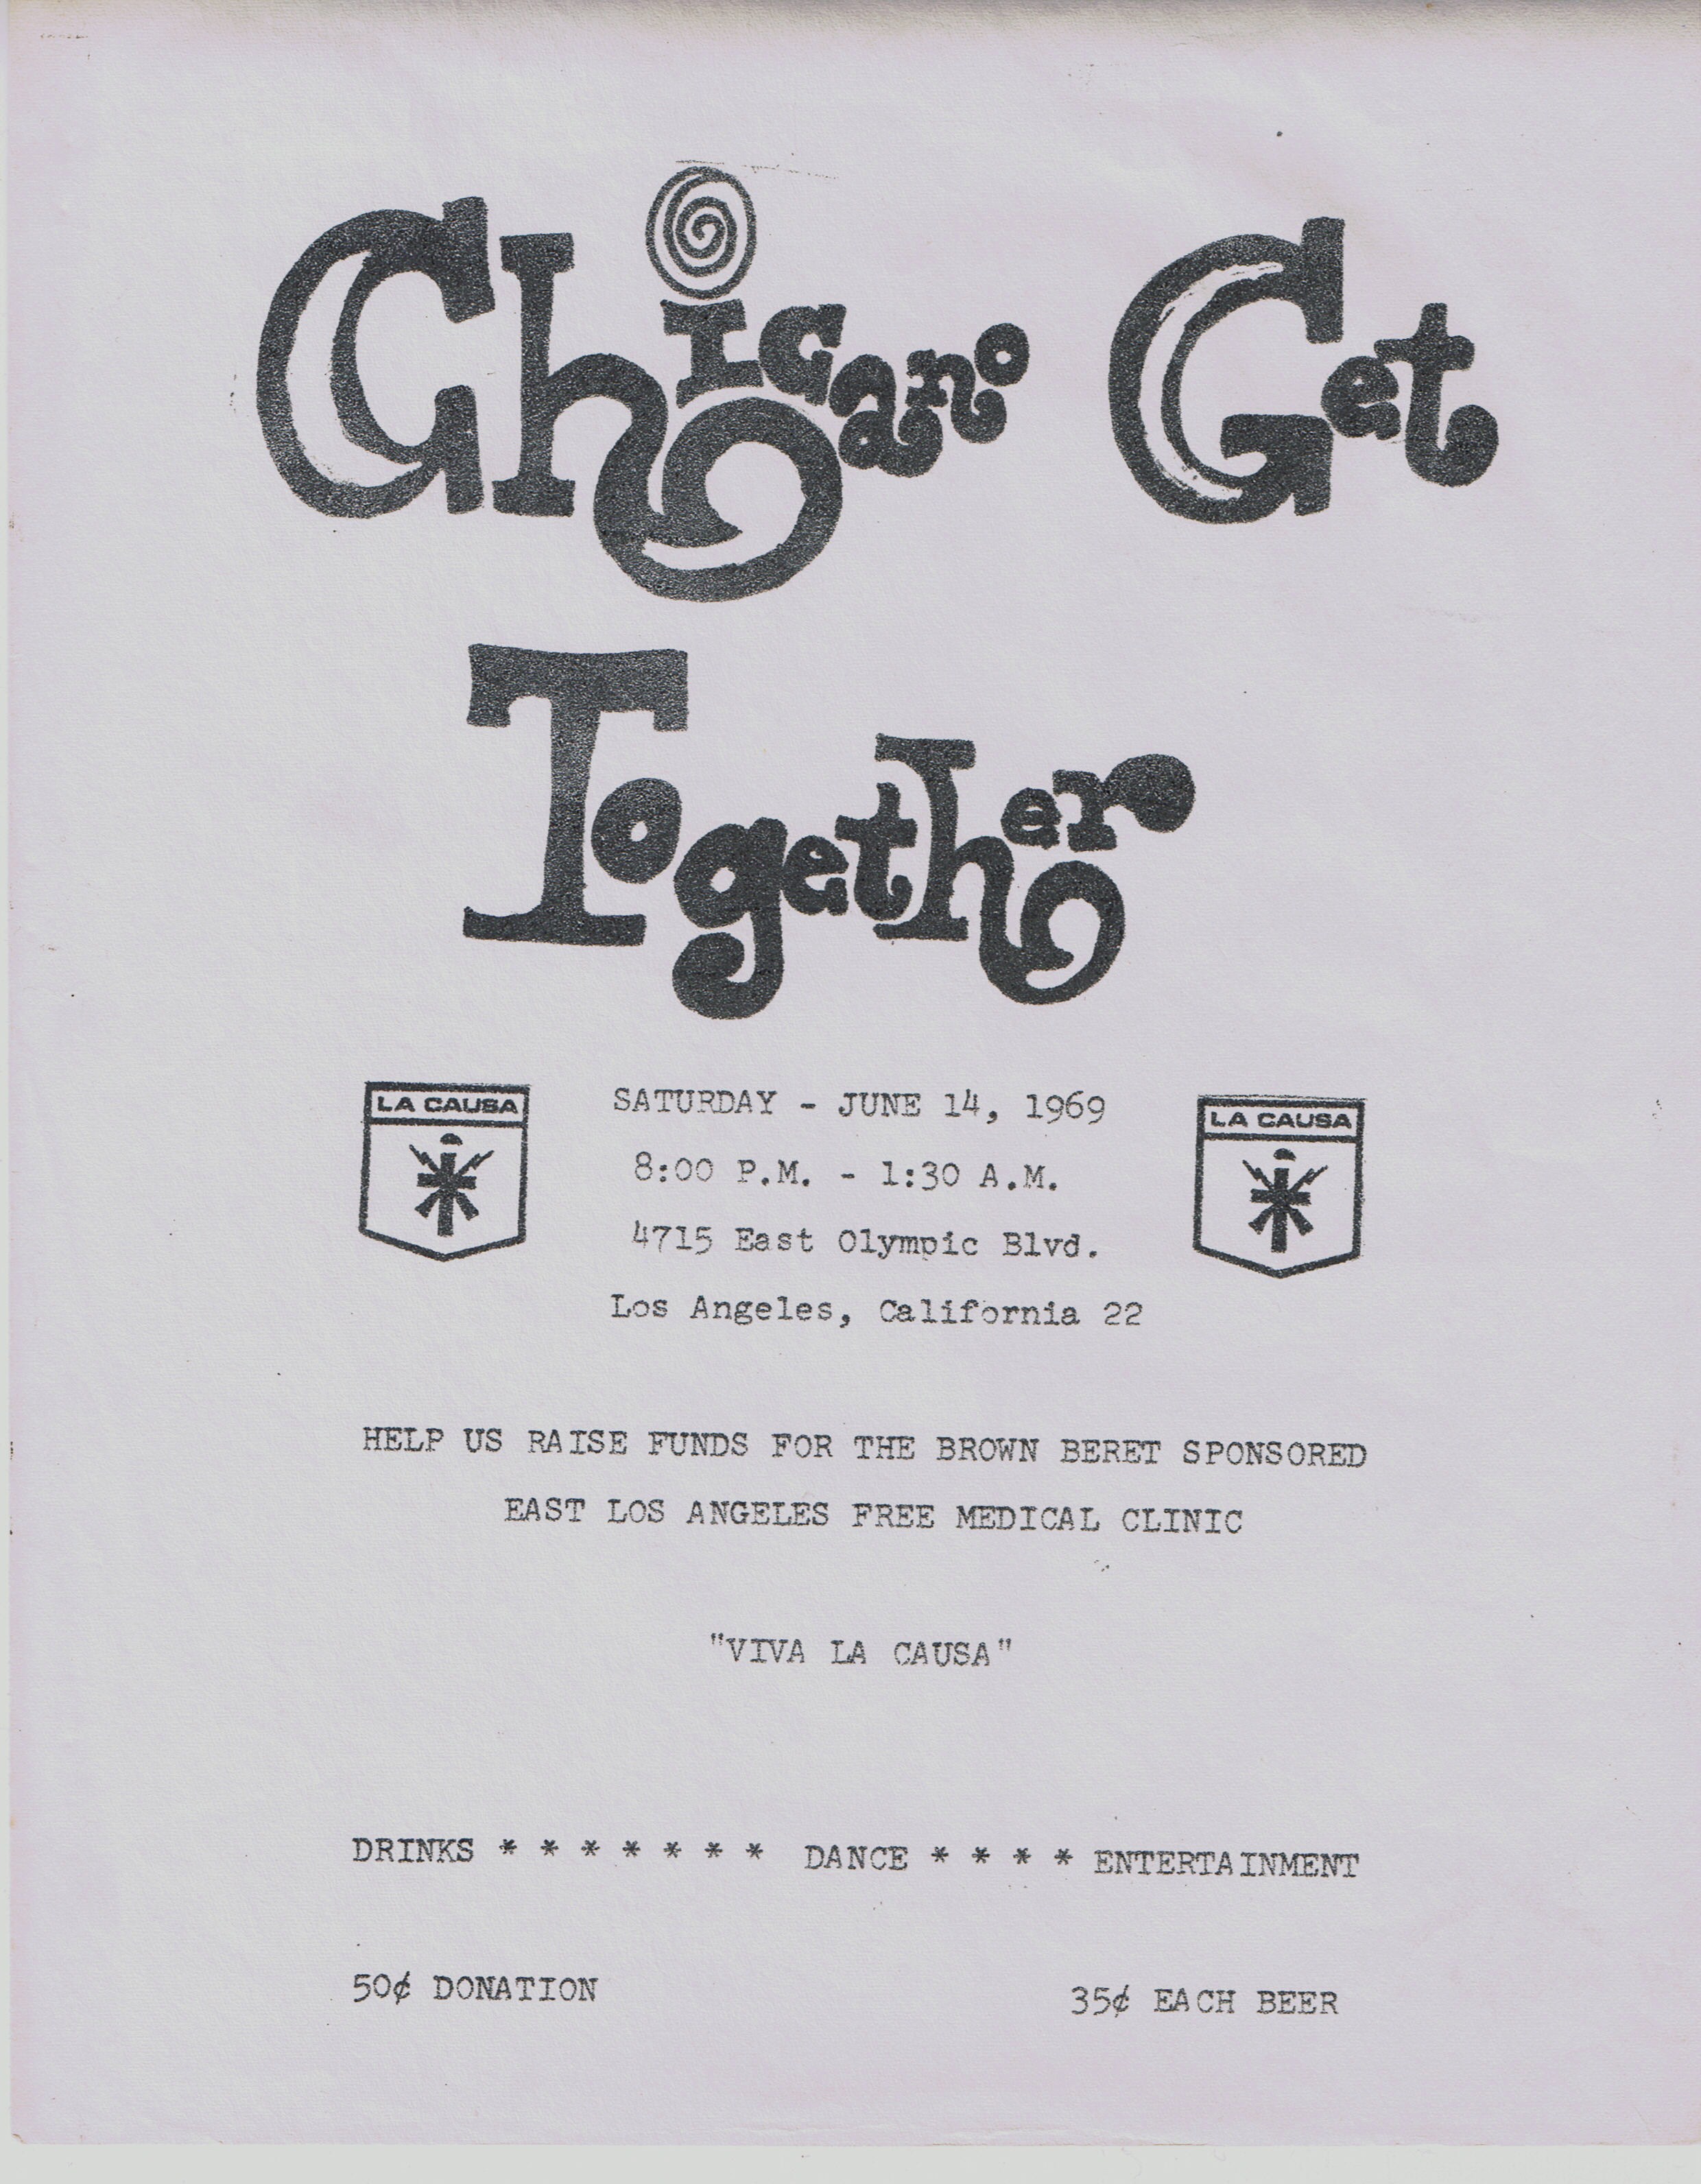 Chicano Get
Together
LA CAUSA
SATURDAY - JUNE 14, 1969
LA CAUSA
8:00 P.M. - 1:30 A.M.
4715 East Olympic Blvd.
Los Angeles, California 22
HELP US RAISE FUNDS FOR THE BROWN BERET SPONSORED
EAST LOS ANGELES FREE MEDICAL CLINIC
"VIVA LA CAUSA"
DRINKS * * * * * * * DANCE * * * * ENTERTAINMENT
50¢ DONATION 35¢ EACH BEER